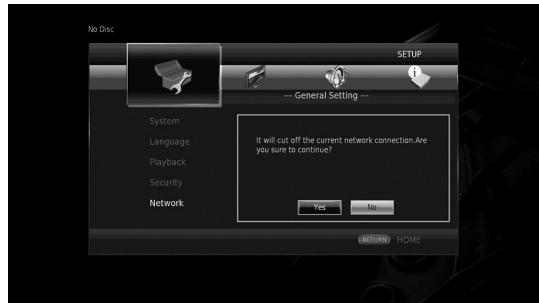 No Disc
SETUP
— General Setting —
System
Language
Playback
Security
Network
It will cut off the current network connection.Are
you sure to continue?
Yes
No
RETURN HOME